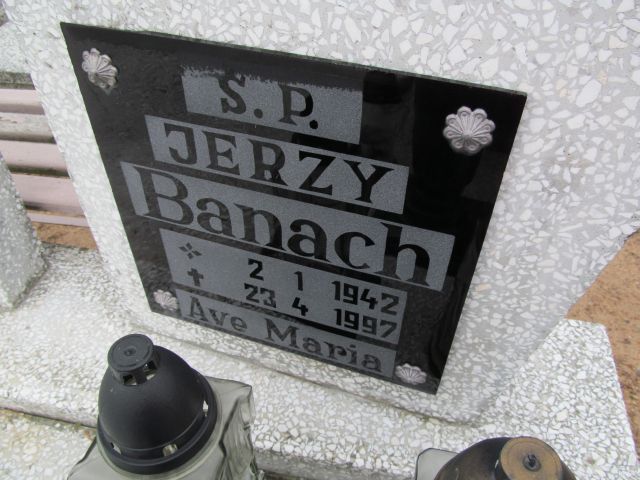 Ś. P.
JERZY
Banach
2 1 1942
✝ 23 4 1997
Ave Maria